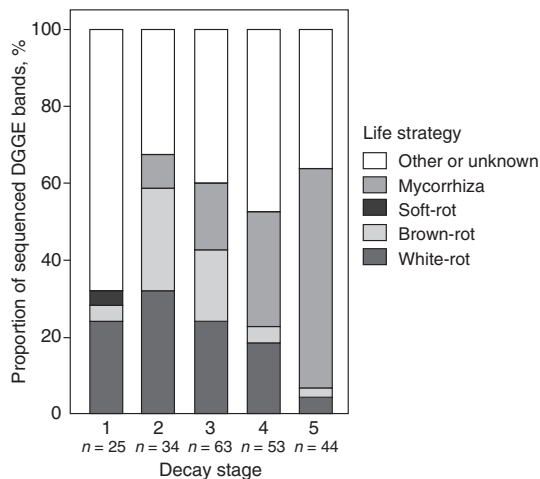 Proportion of sequenced DGGE bands, %
100
80
60
40
20
0
1 2 3 4 5
n = 25 n = 34 n = 63 n = 53 n = 44
Decay stage
Life strategy
Other or unknown
Mycorrhiza
Soft-rot
Brown-rot
White-rot